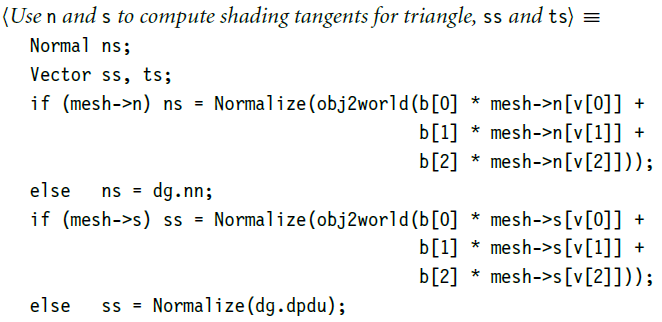 ⟨Use n and s to compute shading tangents for triangle, ss and ts⟩ ≡
Normal ns;
Vector ss, ts;
if (mesh->n) ns = Normalize(obj2world(b[0] * mesh->n[v[0]] +
b[1] * mesh->n[v[1]] +
b[2] * mesh->n[v[2]]));
else ns = dg.nn;
if (mesh->s) ss = Normalize(obj2world(b[0] * mesh->s[v[0]] +
b[1] * mesh->s[v[1]] +
b[2] * mesh->s[v[2]]));
else ss = Normalize(dg.dpdu);